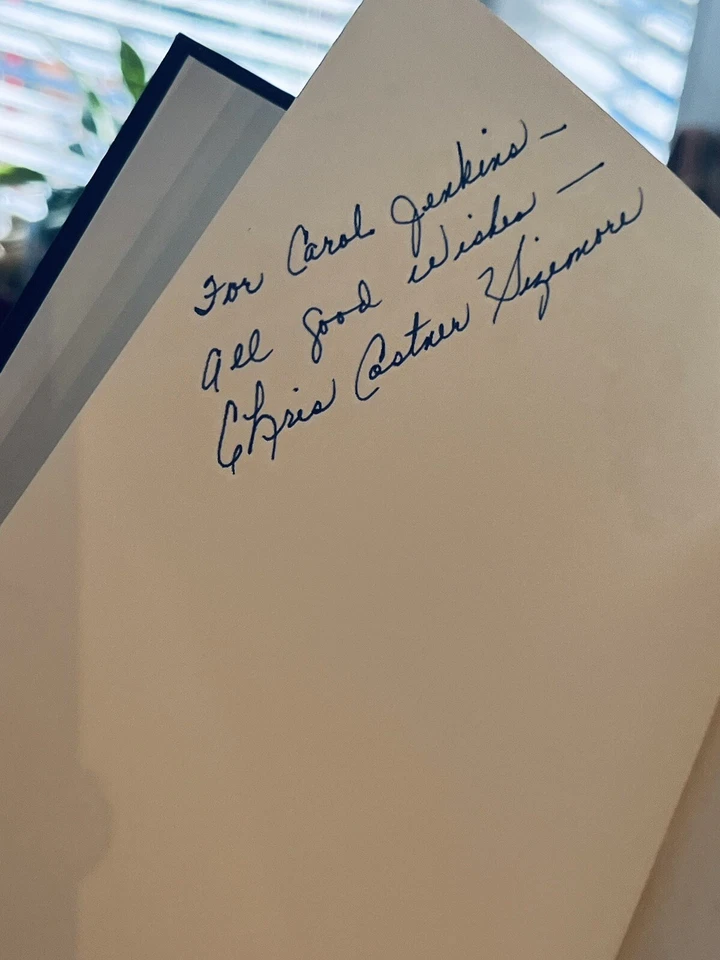 For Carol Jenkins —
All good wishes —
Chris Costner Sizemore